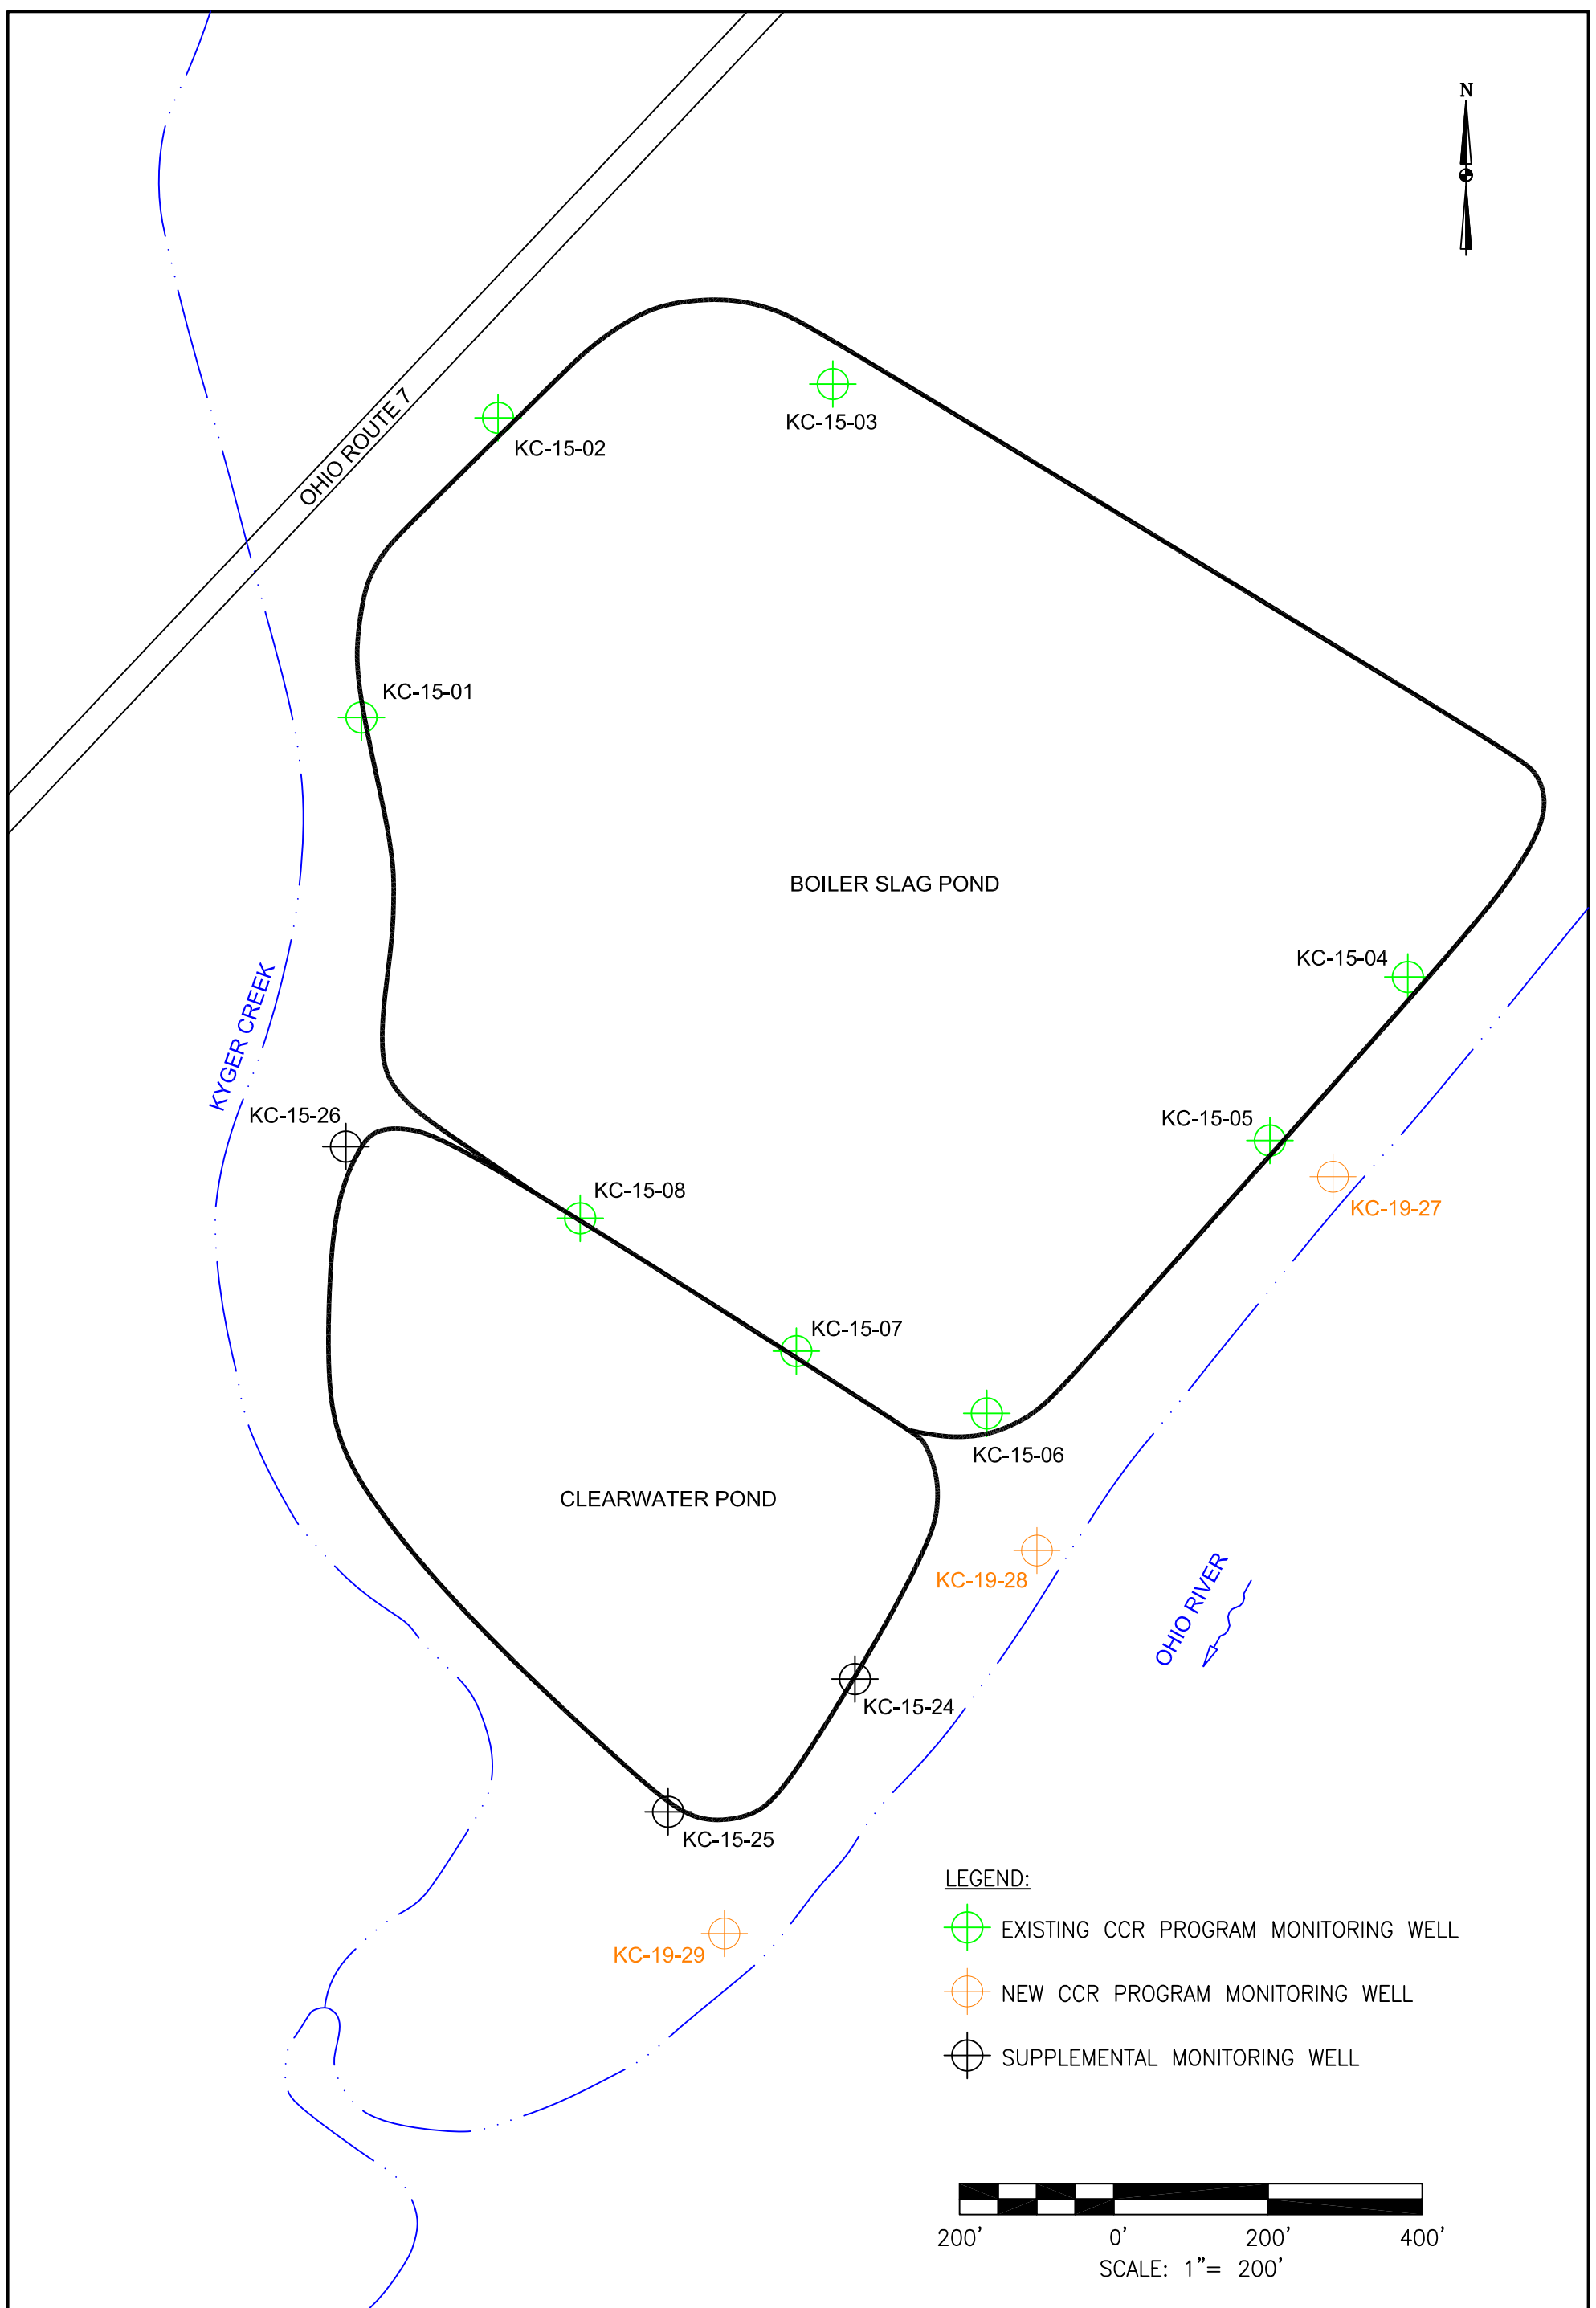 N
OHIO ROUTE 7
KC-15-03
KC-15-02
KC-15-01
BOILER SLAG POND
KC-15-04
KYGER CREEK
KC-15-26
KC-15-05
KC-15-08
KC-19-27
KC-15-07
KC-15-06
CLEARWATER POND
KC-19-28
OHIO RIVER
KC-15-24
KC-15-25
KC-19-29
LEGEND:
EXISTING CCR PROGRAM MONITORING WELL
NEW CCR PROGRAM MONITORING WELL
SUPPLEMENTAL MONITORING WELL
200' 0' 200' 400'
SCALE: 1"= 200'